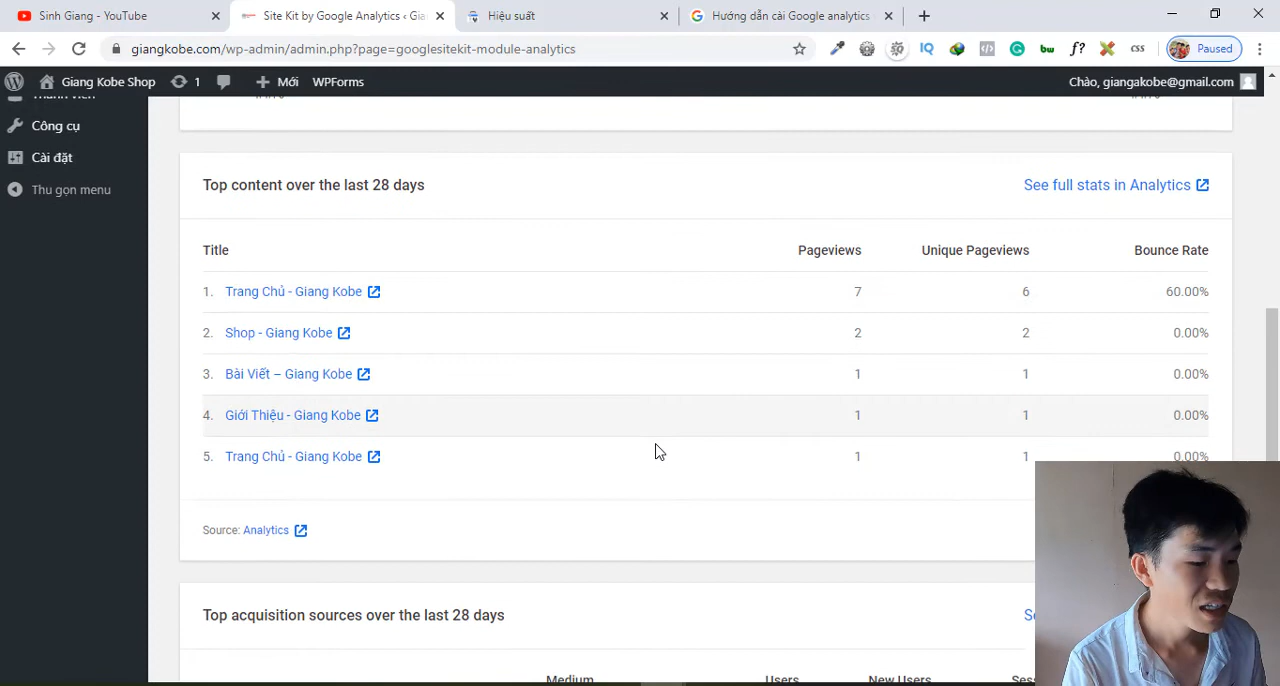 Sinh Giang - YouTube
Site Kit by Google Analytics ‹ Gia
Hiệu suất
Hướng dẫn cài Google analytics
giangkobe.com/wp-admin/admin.php?page=googlesitekit-module-analytics
IQ
bw
f?
css
Paused
Giang Kobe Shop
1
Mới
WPForms
Chào, giangakobe@gmail.com
Công cụ
Cài đặt
Thu gọn menu
Top content over the last 28 days
See full stats in Analytics
Title Pageviews Unique Pageviews Bounce Rate
1. Trang Chủ - Giang Kobe 7 6 60.00%
2. Shop - Giang Kobe 2 2 0.00%
3. Bài Viết – Giang Kobe 1 1 0.00%
4. Giới Thiệu - Giang Kobe 1 1 0.00%
5. Trang Chủ - Giang Kobe 1 1 0.00%
Source: Analytics
Top acquisition sources over the last 28 days
Medium Users New Users